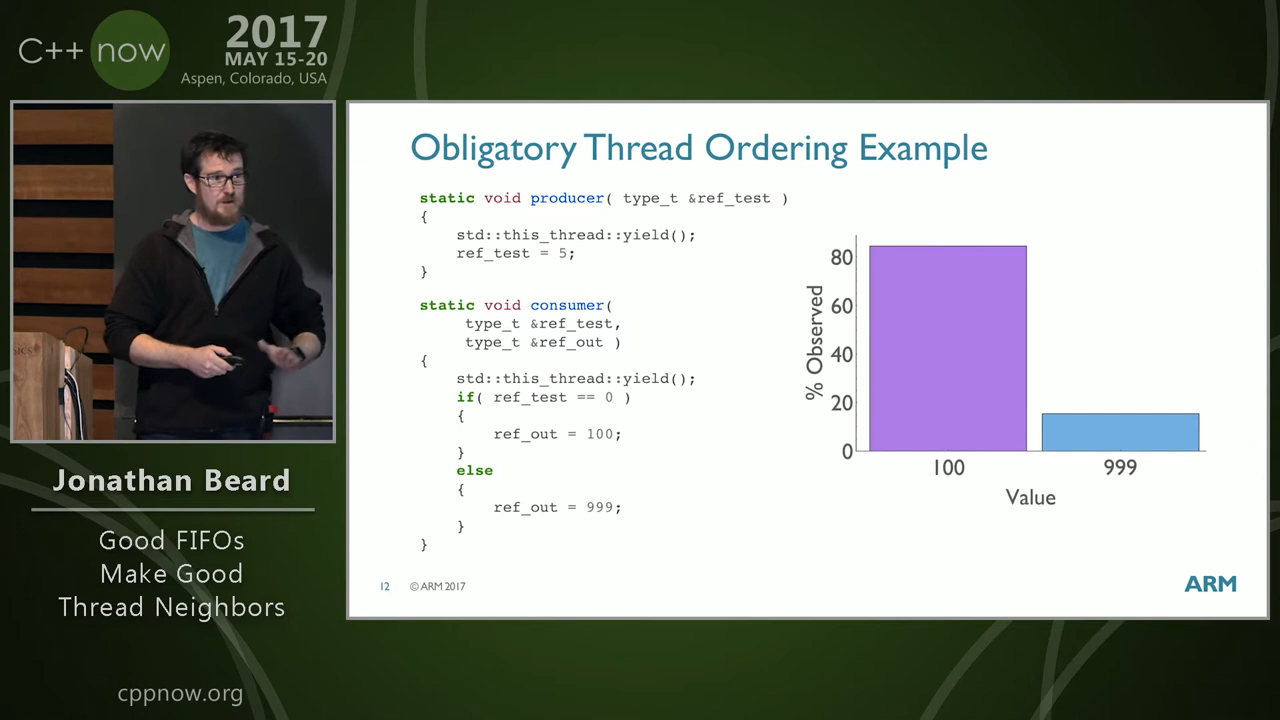 C++ now
2017
MAY 15-20
Aspen, Colorado, USA
Jonathan Beard
Good FIFOs
Make Good
Thread Neighbors
cppnow.org
Obligatory Thread Ordering Example
static void producer( type_t &ref_test )
{
std::this_thread::yield();
ref_test = 5;
}
static void consumer(
type_t &ref_test,
type_t &ref_out )
{
std::this_thread::yield();
if( ref_test == 0 )
{
ref_out = 100;
}
else
{
ref_out = 999;
}
}
% Observed
80
60
40
20
0
100 999
Value
12 © ARM 2017
ARM